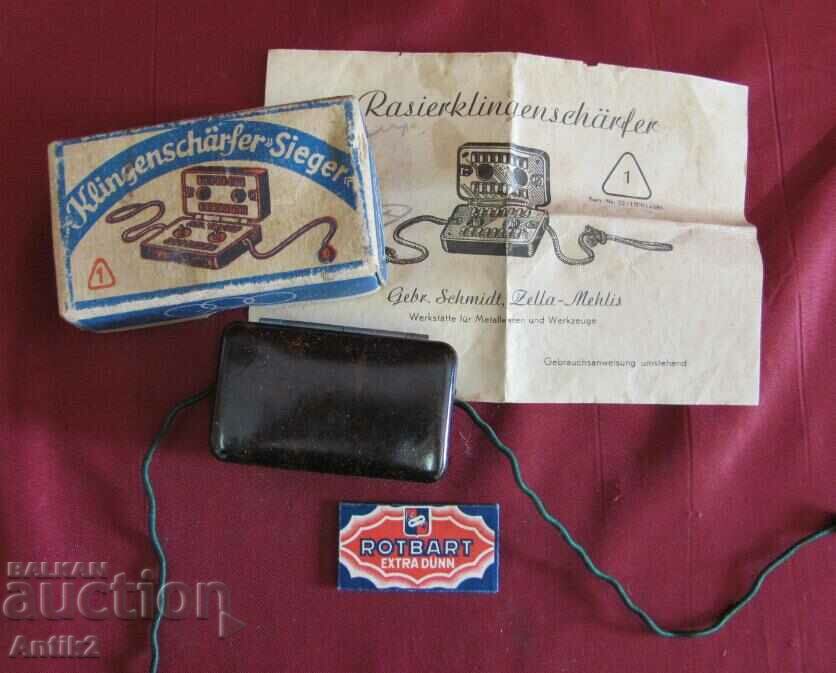 „Klingenschärfer „Sieger“
1
Rasierklingenschärfer
1
Gebr. Schmidt, Zella-Mehlis
Werkstätte für Metallwaren und Werkzeuge
Gebrauchsanweisung umstehend
ROTBART
EXTRA DÜNN
BALKAN
auction
Antik2